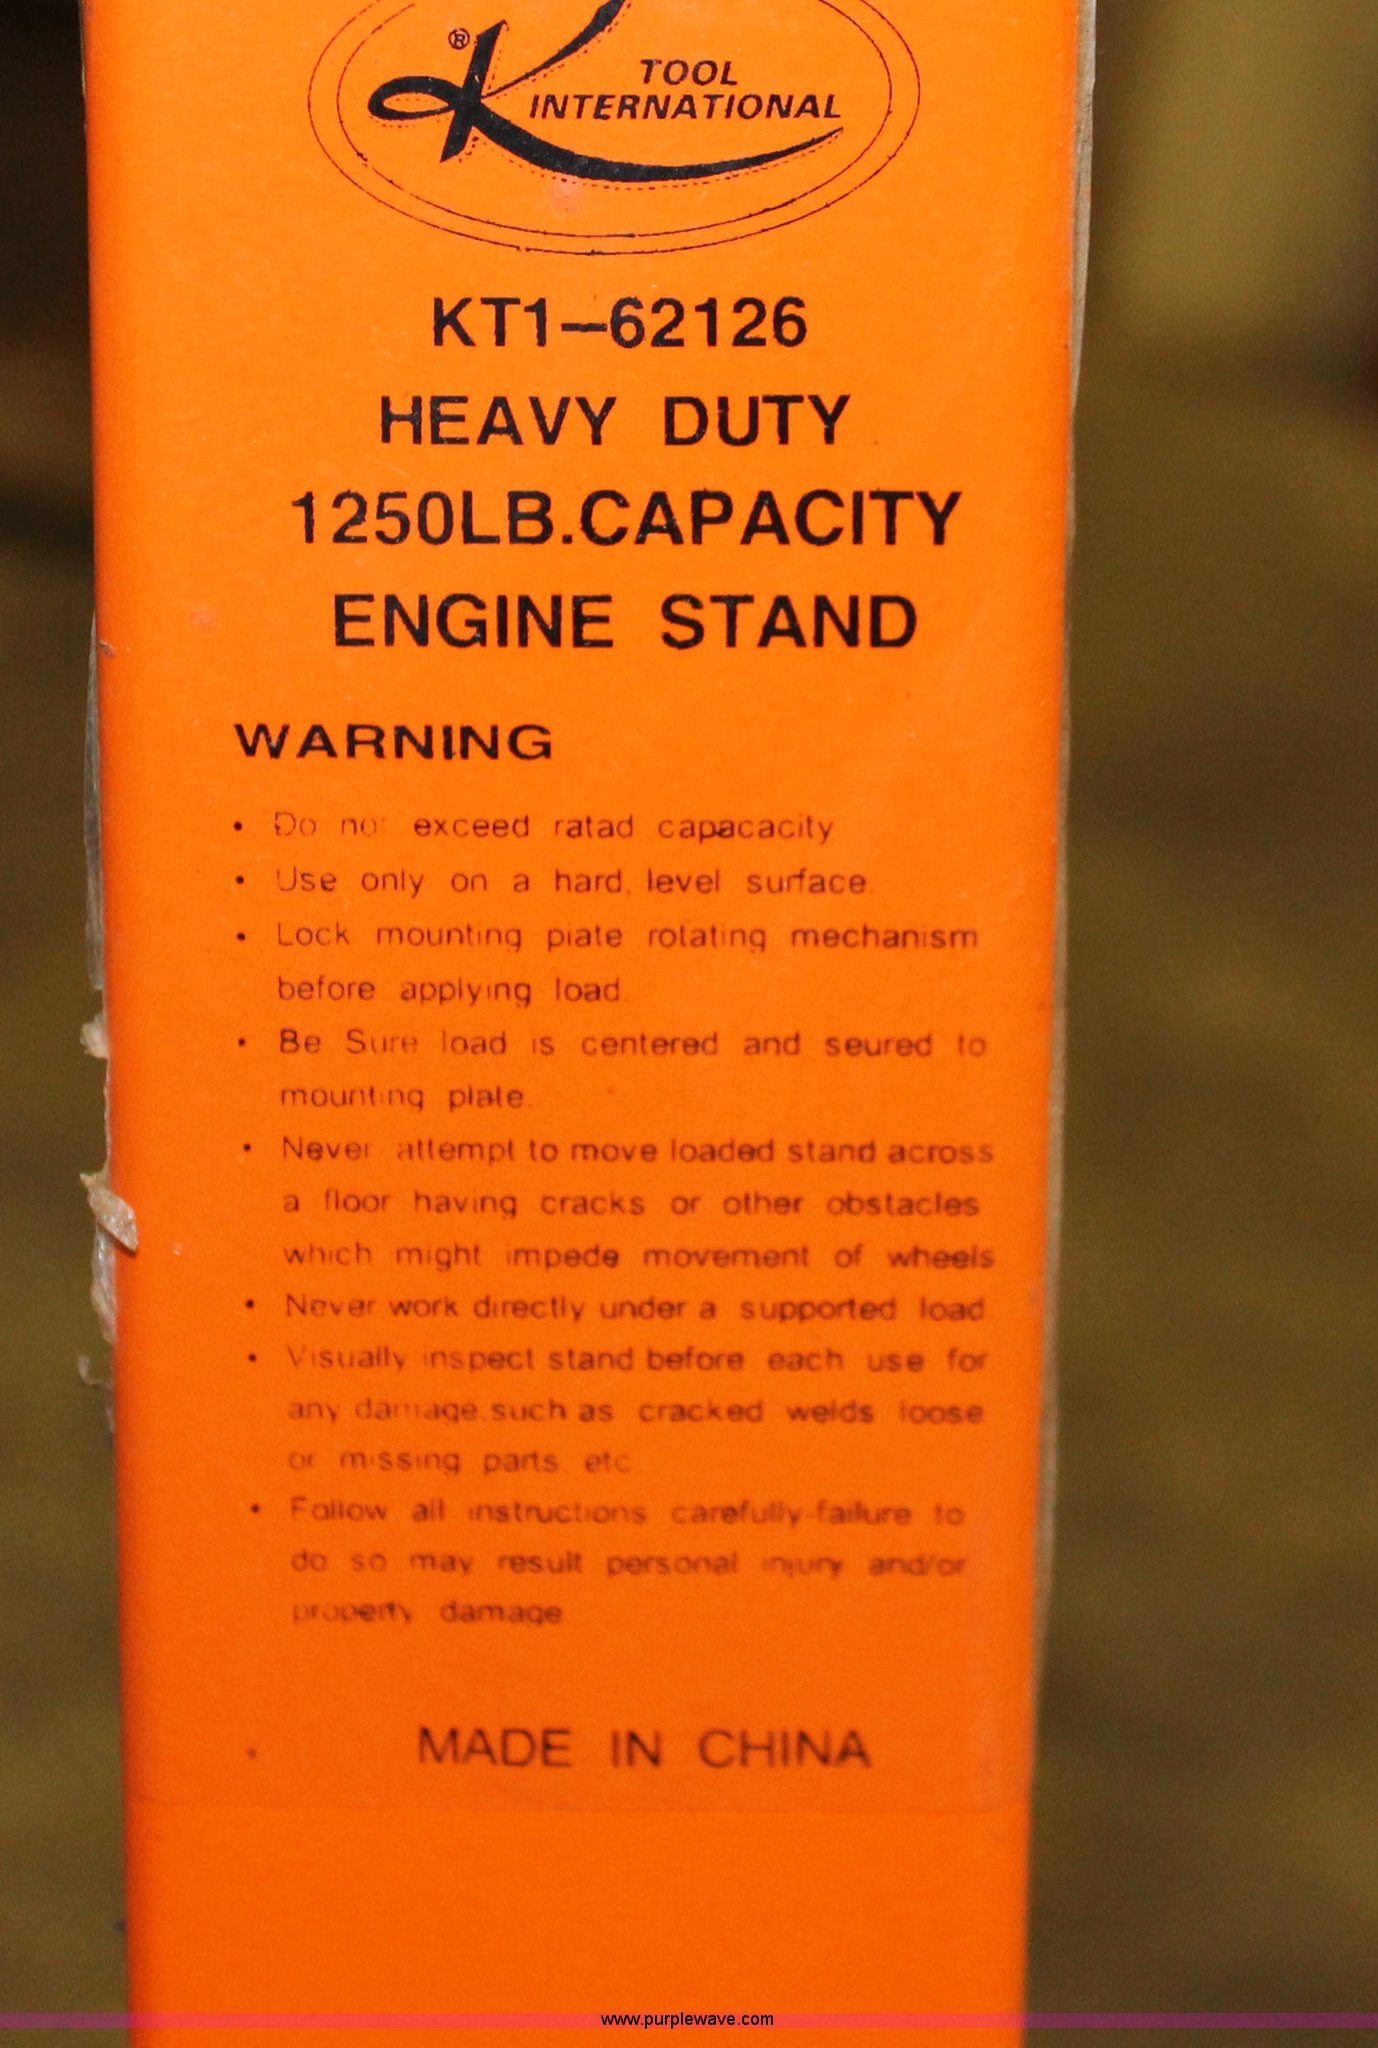 ® K TOOL
INTERNATIONAL
KT1-62126
HEAVY DUTY
1250LB.CAPACITY
ENGINE STAND
WARNING
• Do not exceed ratad capacacity
• Use only on a hard, level surface.
• Lock mounting plate rotating mechanism
before applying load.
• Be Sure load is centered and seured to
mounting plate.
• Never attempt to move loaded stand across
a floor having cracks or other obstacles
which might impede movement of wheels
• Never work directly under a supported load
• Visually inspect stand before each use for
any damage,such as cracked welds loose
or missing parts etc
• Follow all instructions carefully-failure to
do so may result personal injury and/or
property damage
MADE IN CHINA
www.purplewave.com